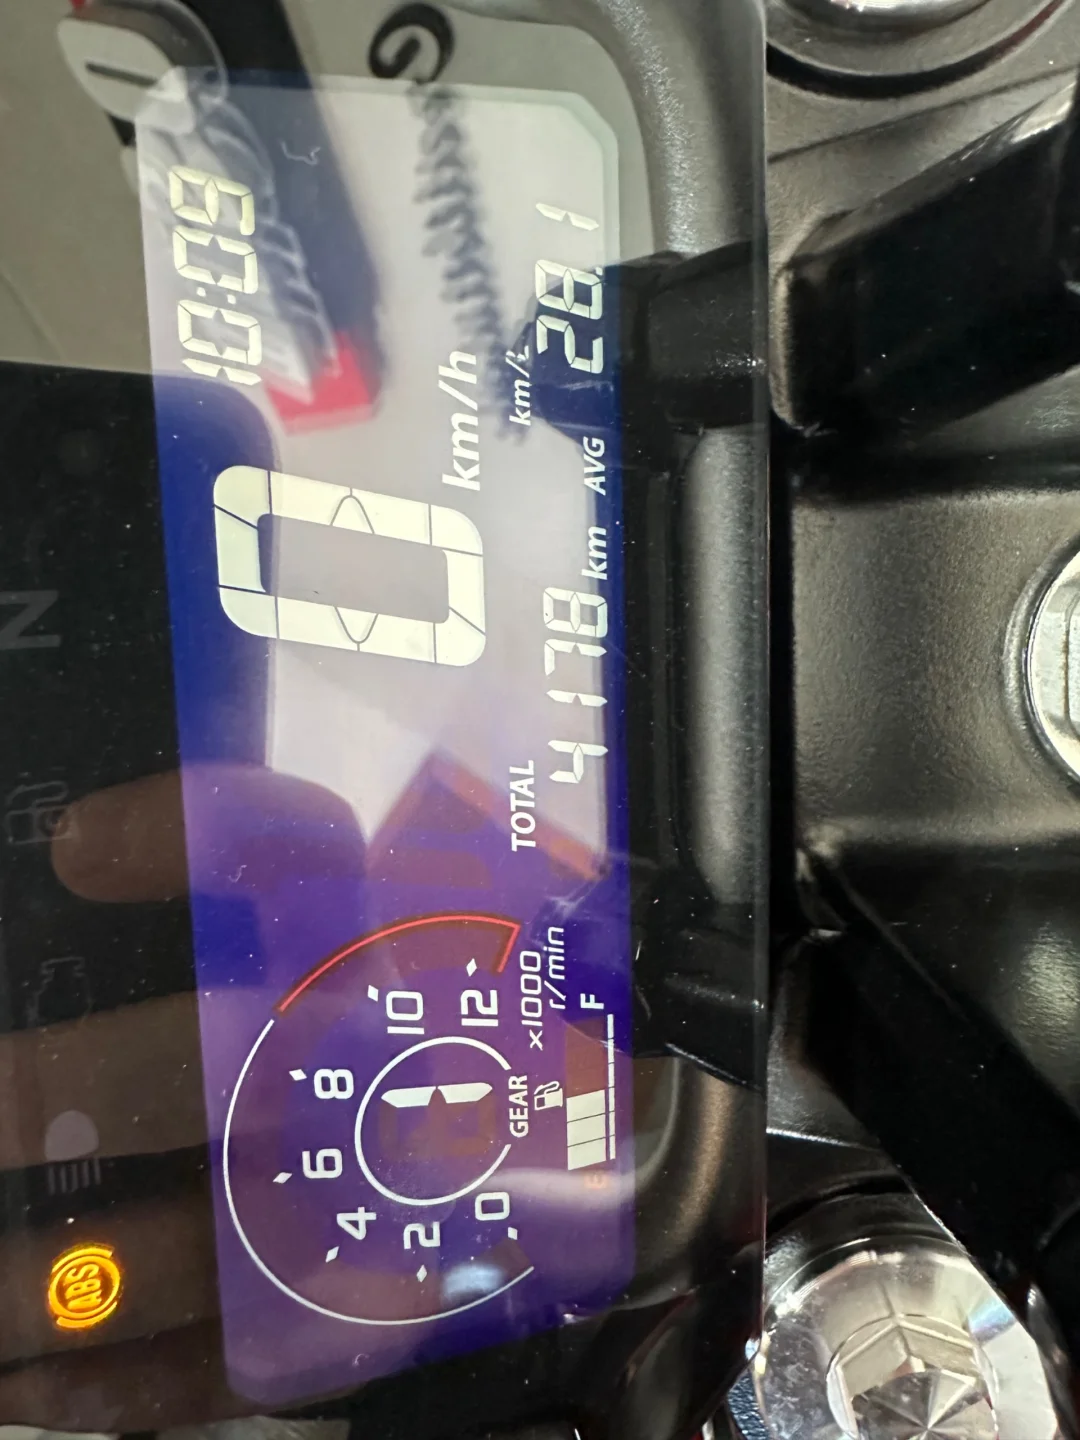 ABS
N
10:09
0 km/h
4 6 8 10 12
2 0
1
GEAR
x1000
r/min
TOTAL
4178 km
km/L
AVG 28.1
E F